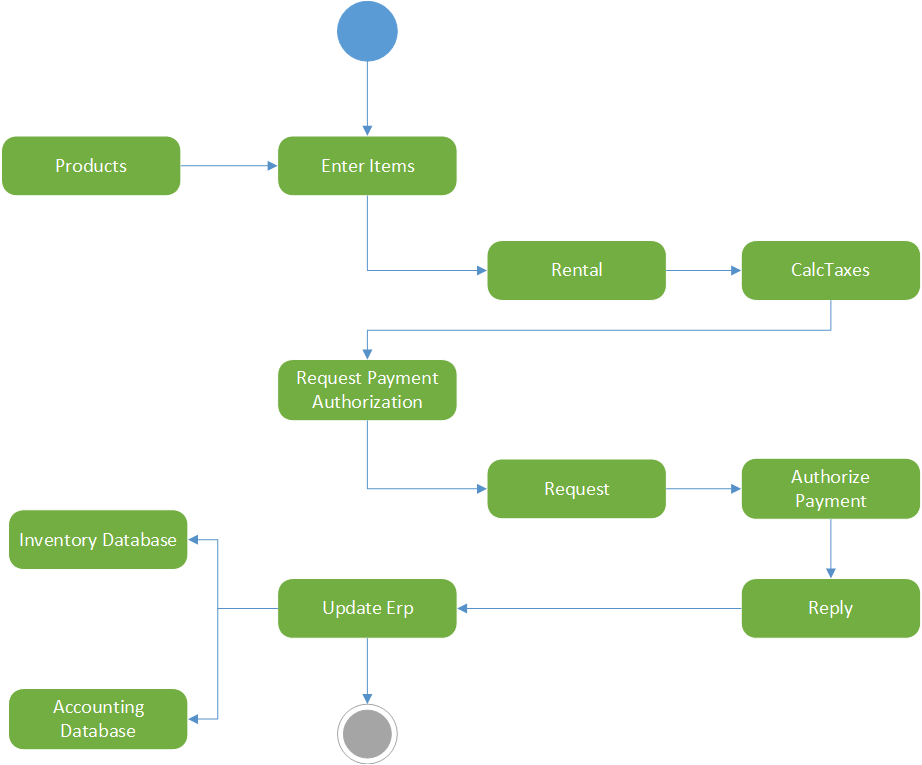 Products
Enter Items
Rental
CalcTaxes
Request Payment
Authorization
Request
Authorize
Payment
Inventory Database
Update Erp
Reply
Accounting
Database